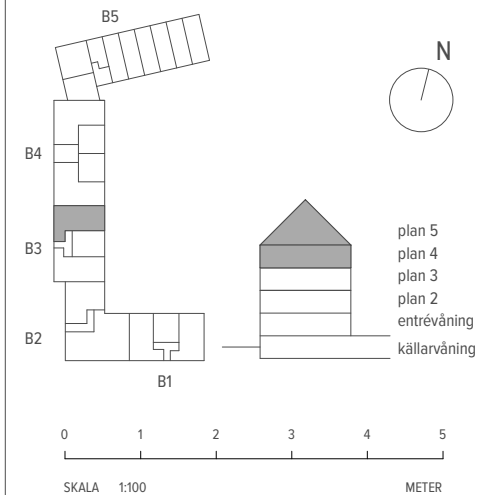 B5
N
B4
B3
B2
B1
plan 5
plan 4
plan 3
plan 2
entrévåning
källarvåning
0 1 2 3 4 5
SKALA 1:100 METER